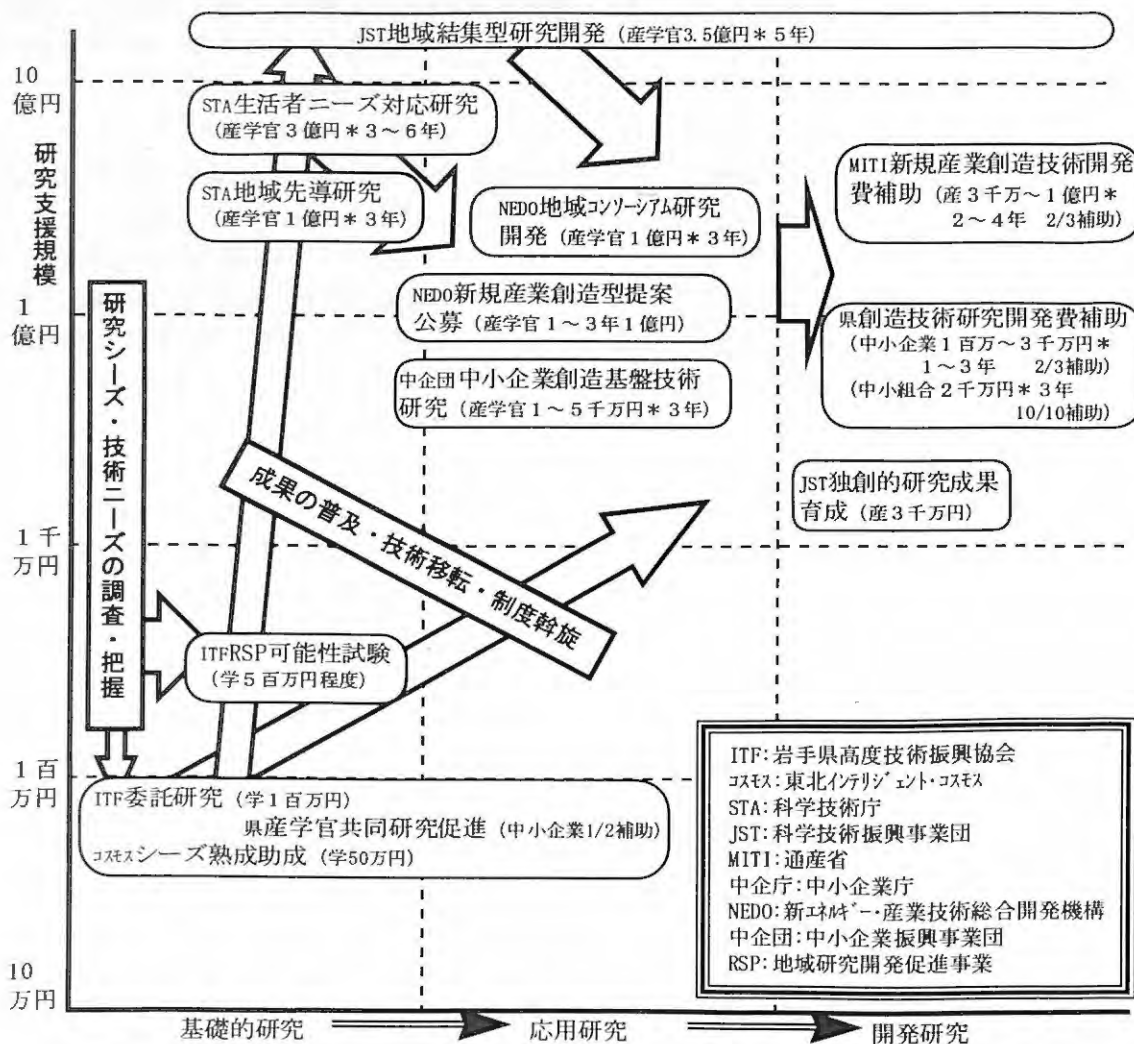 JST地域結集型研究開発 (産学官3.5億円*5年)
10
億円
研究支援規模
1
億円
1千
万円
1百
万円
10
万円
STA生活者ニーズ対応研究
(産学官3億円*3～6年)
STA地域先導研究
(産学官1億円*3年)
NEDO地域コンソーシアム研究
開発 (産学官1億円*3年)
MITI新規産業創造技術開発
費補助 (産3千万～1億円*
2～4年 2/3補助)
NEDO新規産業創造型提案
公募 (産学官1～3年1億円)
県創造技術研究開発費補助
(中小企業1百万～3千万円*
1～3年 2/3補助)
(中小組合2千万円*3年
10/10補助)
中企団中小企業創造基盤技術
研究 (産学官1～5千万円*3年)
研究シーズ・技術ニーズの調査・把握
成果の普及・技術移転・制度斡旋
JST独創的研究成果
育成 (産3千万円)
ITFRSP可能性試験
(学5百万円程度)
ITF委託研究 (学1百万円)
県産学官共同研究促進 (中小企業1/2補助)
コスモスシーズ熟成助成 (学50万円)
ITF:岩手県高度技術振興協会
コスモス:東北インテリジェント・コスモス
STA:科学技術庁
JST:科学技術振興事業団
MITI:通産省
中企庁:中小企業庁
NEDO:新エネルギー・産業技術総合開発機構
中企団:中小企業振興事業団
RSP:地域研究開発促進事業
基礎的研究 応用研究 開発研究